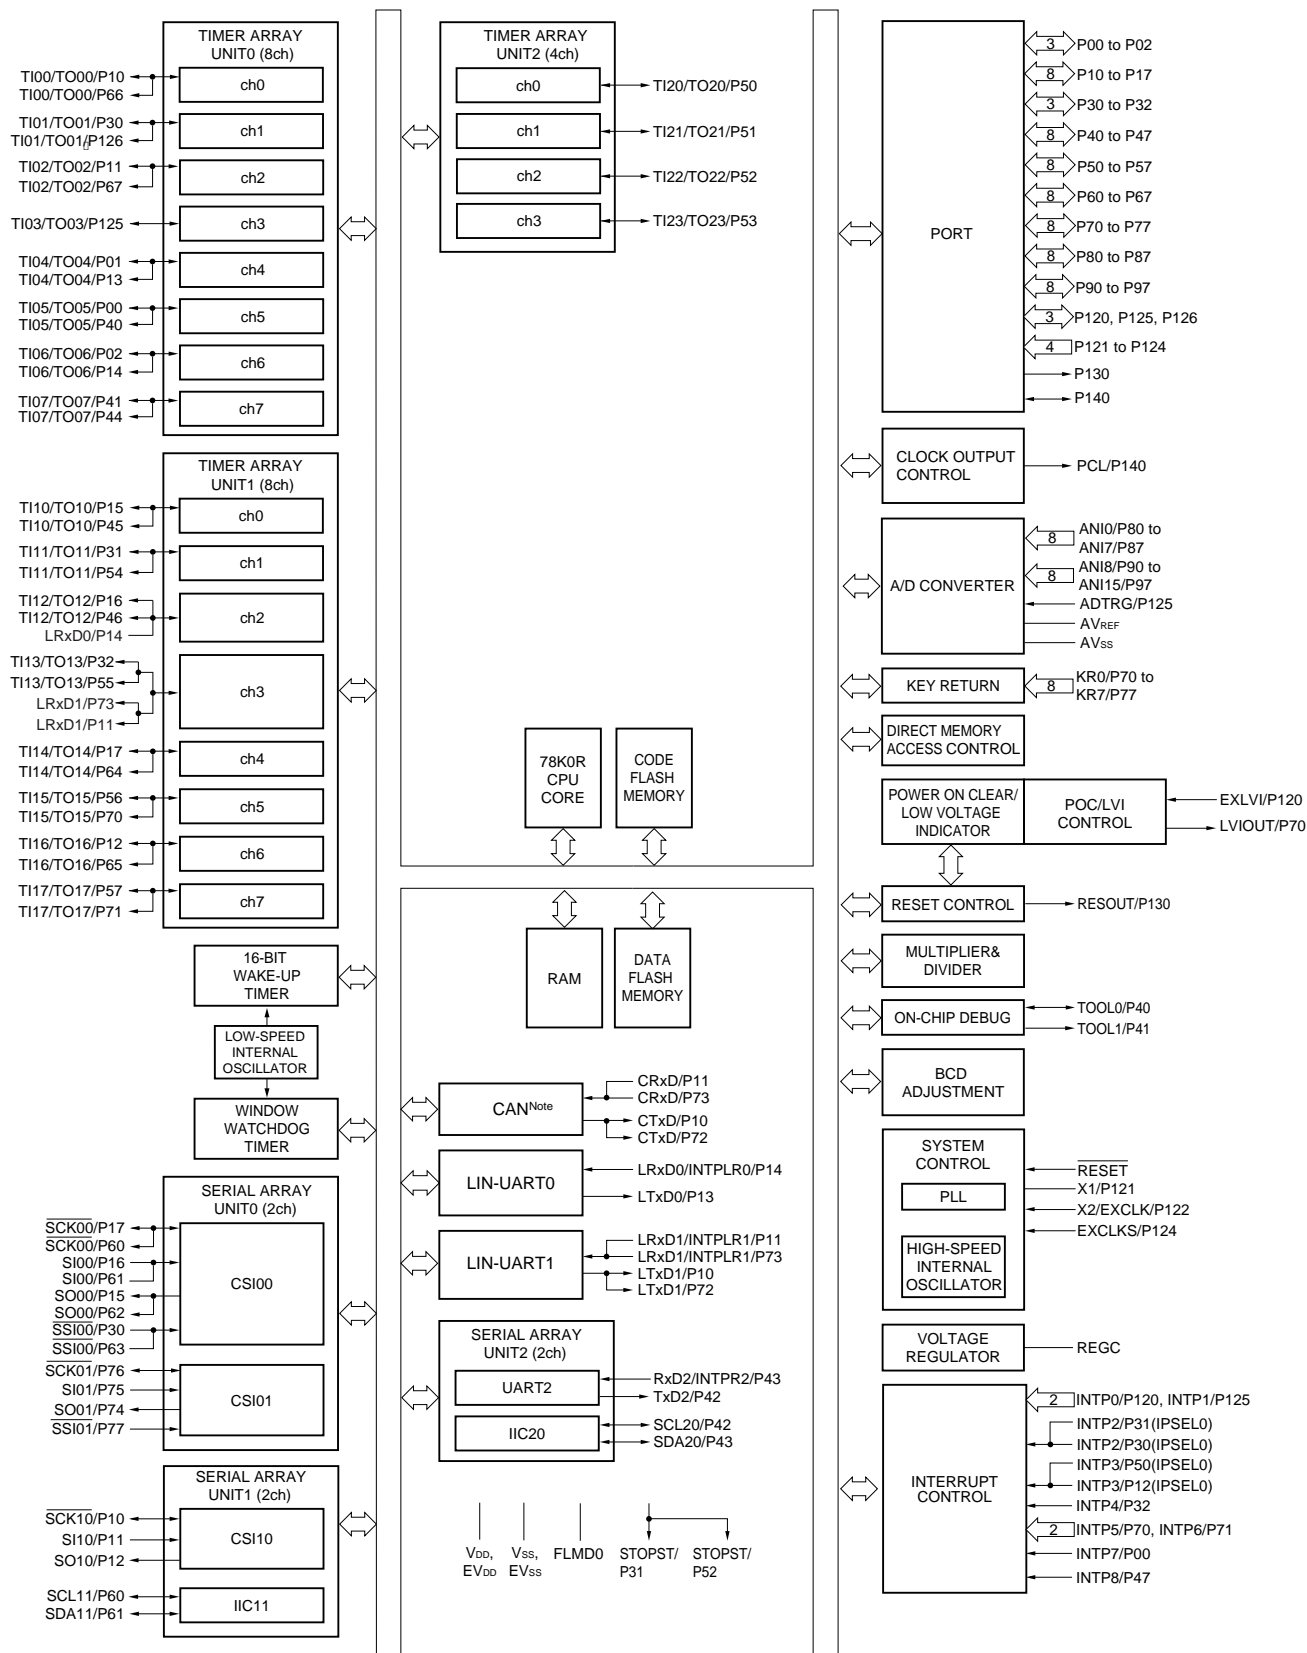 TIMER ARRAY
UNIT0 (8ch)
TI00/TO00/P10
TI00/TO00/P66
ch0
TI01/TO01/P30
TI01/TO01/P126
ch1
TI02/TO02/P11
TI02/TO02/P67
ch2
TI03/TO03/P125
ch3
TI04/TO04/P01
TI04/TO04/P13
ch4
TI05/TO05/P00
TI05/TO05/P40
ch5
TI06/TO06/P02
TI06/TO06/P14
ch6
TI07/TO07/P41
TI07/TO07/P44
ch7
TIMER ARRAY
UNIT1 (8ch)
TI10/TO10/P15
TI10/TO10/P45
ch0
TI11/TO11/P31
TI11/TO11/P54
ch1
TI12/TO12/P16
TI12/TO12/P46
LRxD0/P14
ch2
TI13/TO13/P32
TI13/TO13/P55
LRxD1/P73
LRxD1/P11
ch3
TI14/TO14/P17
TI14/TO14/P64
ch4
TI15/TO15/P56
TI15/TO15/P70
ch5
TI16/TO16/P12
TI16/TO16/P65
ch6
TI17/TO17/P57
TI17/TO17/P71
ch7
16-BIT
WAKE-UP
TIMER
LOW-SPEED
INTERNAL
OSCILLATOR
WINDOW
WATCHDOG
TIMER
SERIAL ARRAY
UNIT0 (2ch)
SCK00/P17
SCK00/P60
SI00/P16
SI00/P61
SO00/P15
SO00/P62
SSI00/P30
SSI00/P63
CSI00
SCK01/P76
SI01/P75
SO01/P74
SSI01/P77
CSI01
SERIAL ARRAY
UNIT1 (2ch)
SCK10/P10
SI10/P11
SO10/P12
CSI10
SCL11/P60
SDA11/P61
IIC11
TIMER ARRAY
UNIT2 (4ch)
ch0
TI20/TO20/P50
ch1
TI21/TO21/P51
ch2
TI22/TO22/P52
ch3
TI23/TO23/P53
78K0R
CPU
CORE
CODE
FLASH
MEMORY
RAM
DATA
FLASH
MEMORY
CAN Note
CRxD/P11
CRxD/P73
CTxD/P10
CTxD/P72
LIN-UART0
LRxD0/INTPLR0/P14
LTxD0/P13
LIN-UART1
LRxD1/INTPLR1/P11
LRxD1/INTPLR1/P73
LTxD1/P10
LTxD1/P72
SERIAL ARRAY
UNIT2 (2ch)
UART2
RxD2/INTPR2/P43
TxD2/P42
IIC20
SCL20/P42
SDA20/P43
VDD,
EVDD
VSS,
EVSS
FLMD0
STOPST/
P31
STOPST/
P52
PORT
3
P00 to P02
8
P10 to P17
3
P30 to P32
8
P40 to P47
8
P50 to P57
8
P60 to P67
8
P70 to P77
8
P80 to P87
8
P90 to P97
3
P120, P125, P126
4
P121 to P124
P130
P140
CLOCK OUTPUT
CONTROL
PCL/P140
A/D CONVERTER
8
ANI0/P80 to
ANI7/P87
8
ANI8/P90 to
ANI15/P97
ADTRG/P125
AVREF
AVSS
KEY RETURN
8
KR0/P70 to
KR7/P77
DIRECT MEMORY
ACCESS CONTROL
POWER ON CLEAR/
LOW VOLTAGE
INDICATOR
POC/LVI
CONTROL
EXLVI/P120
LVIOUT/P70
RESET CONTROL
RESOUT/P130
MULTIPLIER&
DIVIDER
ON-CHIP DEBUG
TOOL0/P40
TOOL1/P41
BCD
ADJUSTMENT
SYSTEM
CONTROL
PLL
HIGH-SPEED
INTERNAL
OSCILLATOR
RESET
X1/P121
X2/EXCLK/P122
EXCLKS/P124
VOLTAGE
REGULATOR
REGC
INTERRUPT
CONTROL
2
INTP0/P120, INTP1/P125
INTP2/P31(IPSEL0)
INTP2/P30(IPSEL0)
INTP3/P50(IPSEL0)
INTP3/P12(IPSEL0)
INTP4/P32
2
INTP5/P70, INTP6/P71
INTP7/P00
INTP8/P47